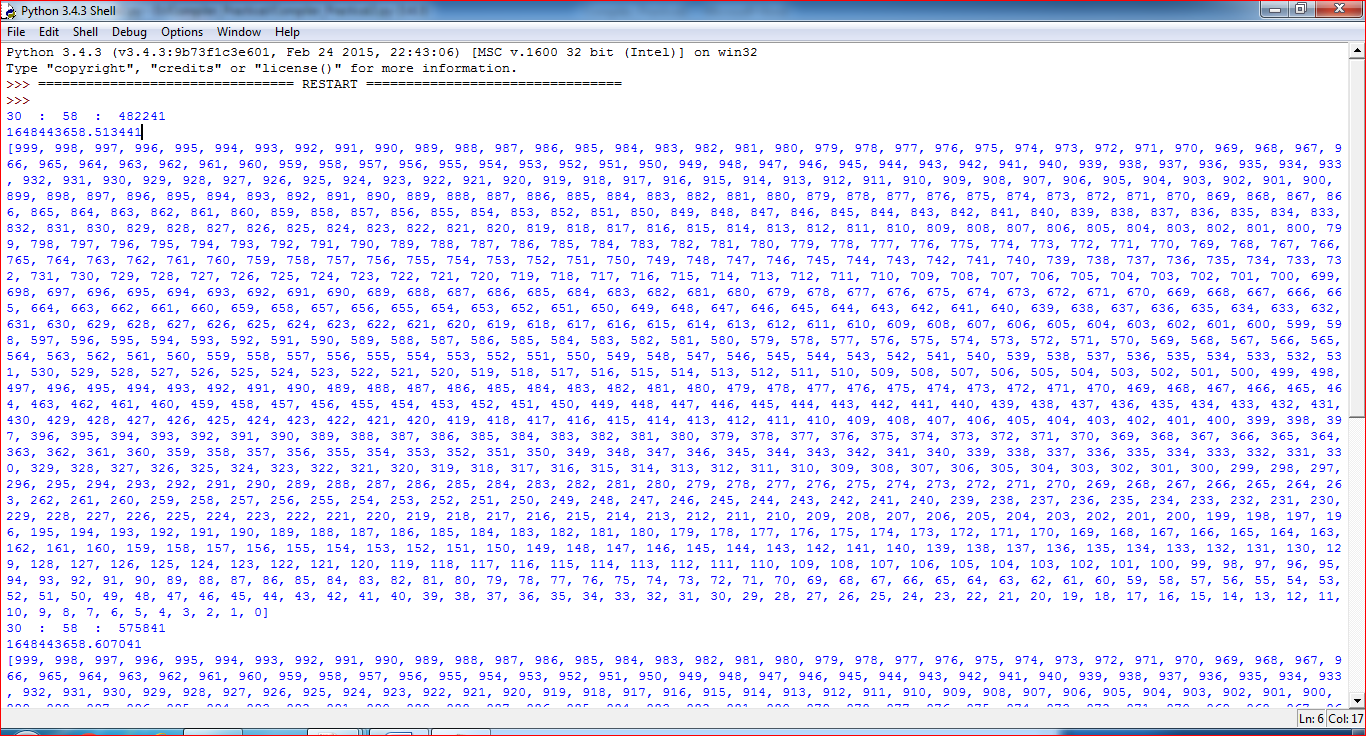 Python 3.4.3 Shell
File Edit Shell Debug Options Window Help
Python 3.4.3 (v3.4.3:9b73f1c3e601, Feb 24 2015, 22:43:06) [MSC v.1600 32 bit (Intel)] on win32
Type "copyright", "credits" or "license()" for more information.
>>> ================================ RESTART ================================
>>>
30 : 58 : 482241
1648443658.513441
[999, 998, 997, 996, 995, 994, 993, 992, 991, 990, 989, 988, 987, 986, 985, 984, 983, 982, 981, 980, 979, 978, 977, 976, 975, 974, 973, 972, 971, 970, 969, 968, 967, 9
66, 965, 964, 963, 962, 961, 960, 959, 958, 957, 956, 955, 954, 953, 952, 951, 950, 949, 948, 947, 946, 945, 944, 943, 942, 941, 940, 939, 938, 937, 936, 935, 934, 933
, 932, 931, 930, 929, 928, 927, 926, 925, 924, 923, 922, 921, 920, 919, 918, 917, 916, 915, 914, 913, 912, 911, 910, 909, 908, 907, 906, 905, 904, 903, 902, 901, 900,
899, 898, 897, 896, 895, 894, 893, 892, 891, 890, 889, 888, 887, 886, 885, 884, 883, 882, 881, 880, 879, 878, 877, 876, 875, 874, 873, 872, 871, 870, 869, 868, 867, 86
6, 865, 864, 863, 862, 861, 860, 859, 858, 857, 856, 855, 854, 853, 852, 851, 850, 849, 848, 847, 846, 845, 844, 843, 842, 841, 840, 839, 838, 837, 836, 835, 834, 833,
832, 831, 830, 829, 828, 827, 826, 825, 824, 823, 822, 821, 820, 819, 818, 817, 816, 815, 814, 813, 812, 811, 810, 809, 808, 807, 806, 805, 804, 803, 802, 801, 800, 79
9, 798, 797, 796, 795, 794, 793, 792, 791, 790, 789, 788, 787, 786, 785, 784, 783, 782, 781, 780, 779, 778, 777, 776, 775, 774, 773, 772, 771, 770, 769, 768, 767, 766,
765, 764, 763, 762, 761, 760, 759, 758, 757, 756, 755, 754, 753, 752, 751, 750, 749, 748, 747, 746, 745, 744, 743, 742, 741, 740, 739, 738, 737, 736, 735, 734, 733, 73
2, 731, 730, 729, 728, 727, 726, 725, 724, 723, 722, 721, 720, 719, 718, 717, 716, 715, 714, 713, 712, 711, 710, 709, 708, 707, 706, 705, 704, 703, 702, 701, 700, 699,
698, 697, 696, 695, 694, 693, 692, 691, 690, 689, 688, 687, 686, 685, 684, 683, 682, 681, 680, 679, 678, 677, 676, 675, 674, 673, 672, 671, 670, 669, 668, 667, 666, 66
5, 664, 663, 662, 661, 660, 659, 658, 657, 656, 655, 654, 653, 652, 651, 650, 649, 648, 647, 646, 645, 644, 643, 642, 641, 640, 639, 638, 637, 636, 635, 634, 633, 632,
631, 630, 629, 628, 627, 626, 625, 624, 623, 622, 621, 620, 619, 618, 617, 616, 615, 614, 613, 612, 611, 610, 609, 608, 607, 606, 605, 604, 603, 602, 601, 600, 599, 59
8, 597, 596, 595, 594, 593, 592, 591, 590, 589, 588, 587, 586, 585, 584, 583, 582, 581, 580, 579, 578, 577, 576, 575, 574, 573, 572, 571, 570, 569, 568, 567, 566, 565,
564, 563, 562, 561, 560, 559, 558, 557, 556, 555, 554, 553, 552, 551, 550, 549, 548, 547, 546, 545, 544, 543, 542, 541, 540, 539, 538, 537, 536, 535, 534, 533, 532, 53
1, 530, 529, 528, 527, 526, 525, 524, 523, 522, 521, 520, 519, 518, 517, 516, 515, 514, 513, 512, 511, 510, 509, 508, 507, 506, 505, 504, 503, 502, 501, 500, 499, 498,
497, 496, 495, 494, 493, 492, 491, 490, 489, 488, 487, 486, 485, 484, 483, 482, 481, 480, 479, 478, 477, 476, 475, 474, 473, 472, 471, 470, 469, 468, 467, 466, 465, 46
4, 463, 462, 461, 460, 459, 458, 457, 456, 455, 454, 453, 452, 451, 450, 449, 448, 447, 446, 445, 444, 443, 442, 441, 440, 439, 438, 437, 436, 435, 434, 433, 432, 431,
430, 429, 428, 427, 426, 425, 424, 423, 422, 421, 420, 419, 418, 417, 416, 415, 414, 413, 412, 411, 410, 409, 408, 407, 406, 405, 404, 403, 402, 401, 400, 399, 398, 39
7, 396, 395, 394, 393, 392, 391, 390, 389, 388, 387, 386, 385, 384, 383, 382, 381, 380, 379, 378, 377, 376, 375, 374, 373, 372, 371, 370, 369, 368, 367, 366, 365, 364,
363, 362, 361, 360, 359, 358, 357, 356, 355, 354, 353, 352, 351, 350, 349, 348, 347, 346, 345, 344, 343, 342, 341, 340, 339, 338, 337, 336, 335, 334, 333, 332, 331, 33
0, 329, 328, 327, 326, 325, 324, 323, 322, 321, 320, 319, 318, 317, 316, 315, 314, 313, 312, 311, 310, 309, 308, 307, 306, 305, 304, 303, 302, 301, 300, 299, 298, 297,
296, 295, 294, 293, 292, 291, 290, 289, 288, 287, 286, 285, 284, 283, 282, 281, 280, 279, 278, 277, 276, 275, 274, 273, 272, 271, 270, 269, 268, 267, 266, 265, 264, 26
3, 262, 261, 260, 259, 258, 257, 256, 255, 254, 253, 252, 251, 250, 249, 248, 247, 246, 245, 244, 243, 242, 241, 240, 239, 238, 237, 236, 235, 234, 233, 232, 231, 230,
229, 228, 227, 226, 225, 224, 223, 222, 221, 220, 219, 218, 217, 216, 215, 214, 213, 212, 211, 210, 209, 208, 207, 206, 205, 204, 203, 202, 201, 200, 199, 198, 197, 19
6, 195, 194, 193, 192, 191, 190, 189, 188, 187, 186, 185, 184, 183, 182, 181, 180, 179, 178, 177, 176, 175, 174, 173, 172, 171, 170, 169, 168, 167, 166, 165, 164, 163,
162, 161, 160, 159, 158, 157, 156, 155, 154, 153, 152, 151, 150, 149, 148, 147, 146, 145, 144, 143, 142, 141, 140, 139, 138, 137, 136, 135, 134, 133, 132, 131, 130, 12
9, 128, 127, 126, 125, 124, 123, 122, 121, 120, 119, 118, 117, 116, 115, 114, 113, 112, 111, 110, 109, 108, 107, 106, 105, 104, 103, 102, 101, 100, 99, 98, 97, 96, 95,
94, 93, 92, 91, 90, 89, 88, 87, 86, 85, 84, 83, 82, 81, 80, 79, 78, 77, 76, 75, 74, 73, 72, 71, 70, 69, 68, 67, 66, 65, 64, 63, 62, 61, 60, 59, 58, 57, 56, 55, 54, 53,
52, 51, 50, 49, 48, 47, 46, 45, 44, 43, 42, 41, 40, 39, 38, 37, 36, 35, 34, 33, 32, 31, 30, 29, 28, 27, 26, 25, 24, 23, 22, 21, 20, 19, 18, 17, 16, 15, 14, 13, 12, 11,
10, 9, 8, 7, 6, 5, 4, 3, 2, 1, 0]
30 : 58 : 575841
1648443658.607041
[999, 998, 997, 996, 995, 994, 993, 992, 991, 990, 989, 988, 987, 986, 985, 984, 983, 982, 981, 980, 979, 978, 977, 976, 975, 974, 973, 972, 971, 970, 969, 968, 967, 9
66, 965, 964, 963, 962, 961, 960, 959, 958, 957, 956, 955, 954, 953, 952, 951, 950, 949, 948, 947, 946, 945, 944, 943, 942, 941, 940, 939, 938, 937, 936, 935, 934, 933
, 932, 931, 930, 929, 928, 927, 926, 925, 924, 923, 922, 921, 920, 919, 918, 917, 916, 915, 914, 913, 912, 911, 910, 909, 908, 907, 906, 905, 904, 903, 902, 901, 900,
Ln: 6 Col: 17